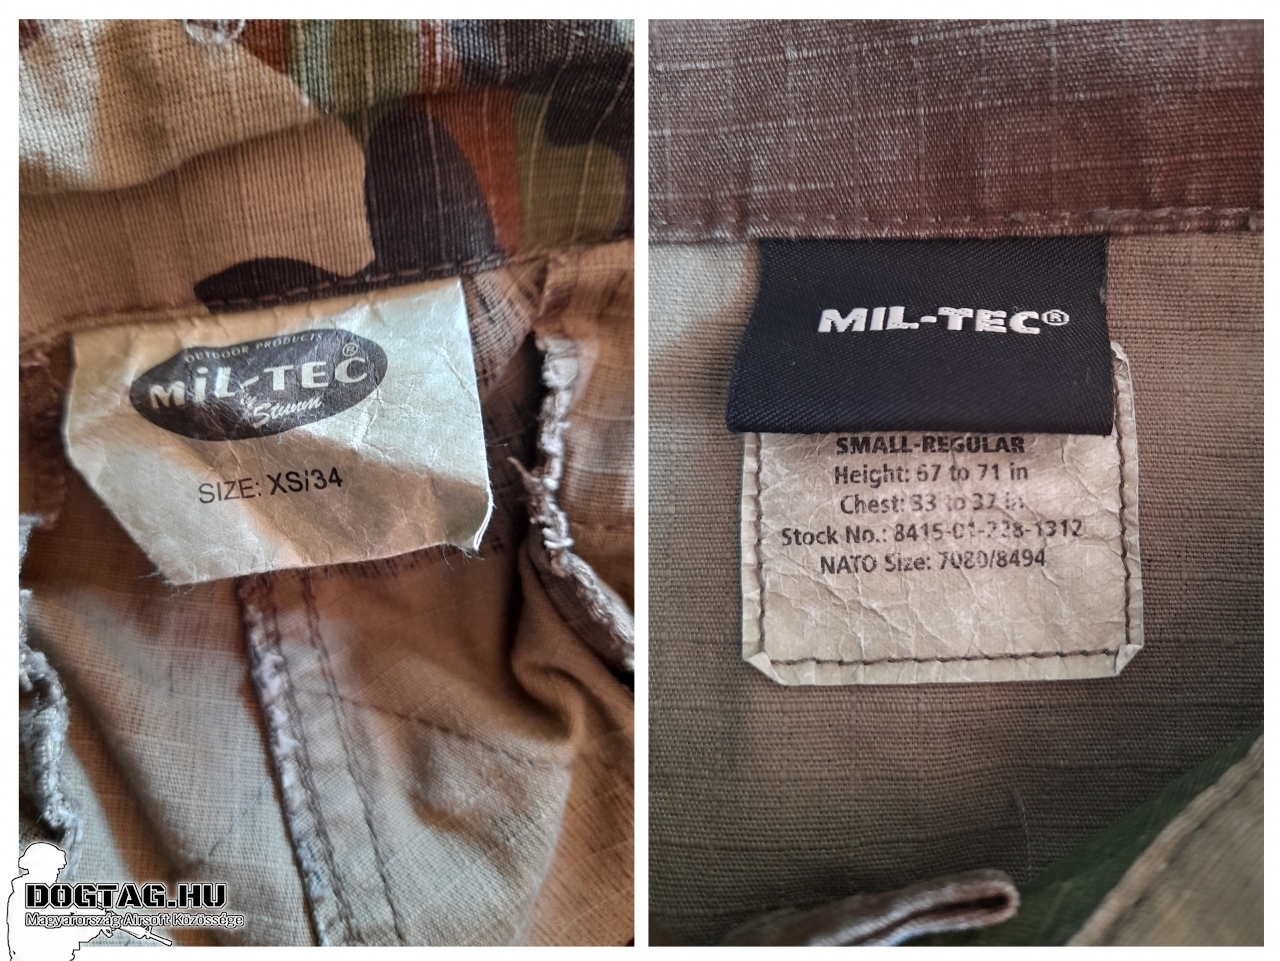 OUTDOOR PRODUCTS
MiL-TEC®
by Sturm
SIZE: XS/34
MIL-TEC®
SMALL-REGULAR
Height: 67 to 71 in
Chest: 33 to 37 in
Stock No.: 8415-01-228-1312
NATO Size: 7080/8494
DOGTAG.HU
Magyarország Airsoft Közössége